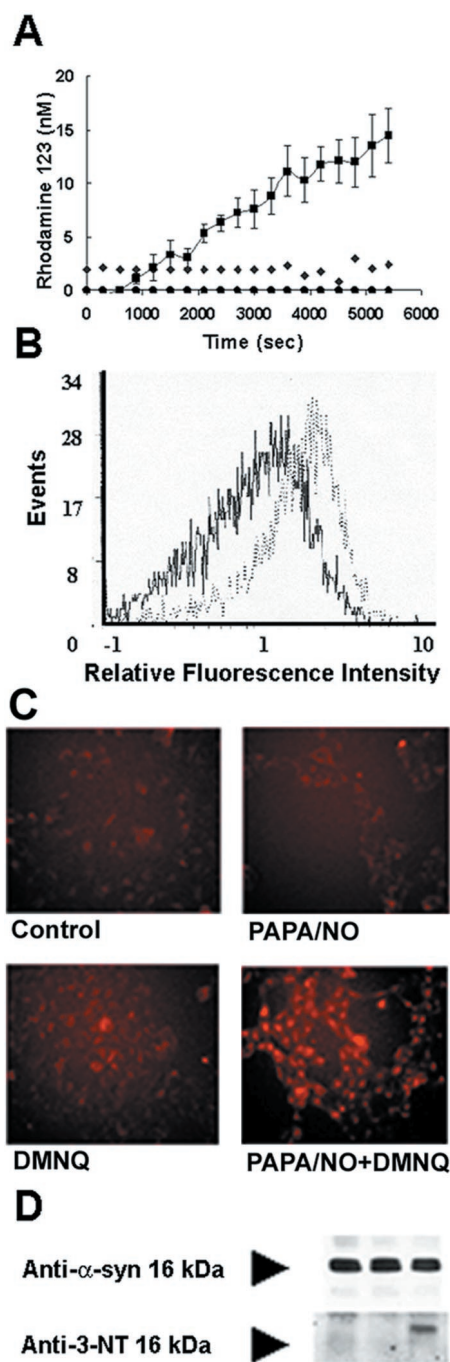 A
Rhodamine 123 (nM)
20
15
10
5
0
0 1000 2000 3000 4000 5000 6000
Time (sec)
B
34
28
17
8
0
Events
-1 1 10
Relative Fluorescence Intensity
C
Control PAPA/NO
DMNQ PAPA/NO+DMNQ
D
Anti-α-syn 16 kDa
Anti-3-NT 16 kDa